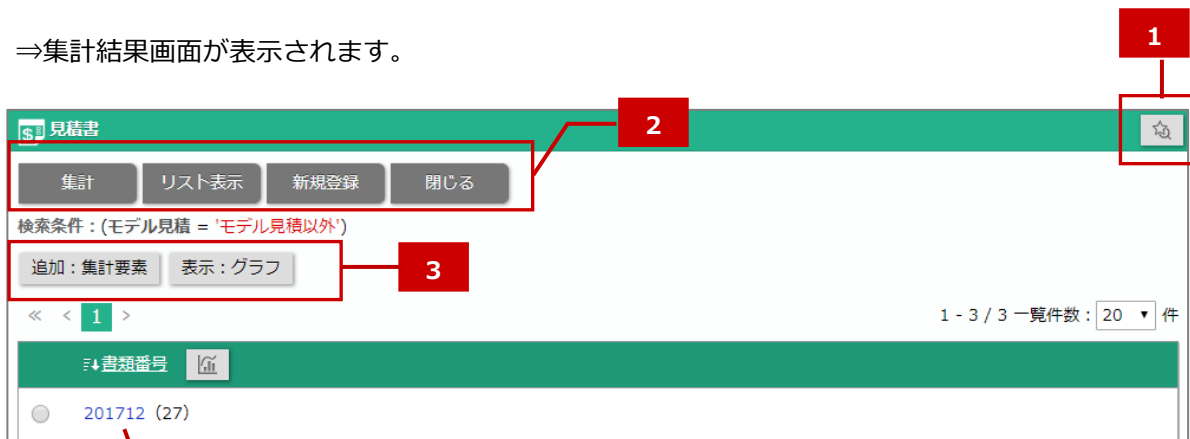 1
⇒集計結果画面が表示されます。
見積書
2
集計 リスト表示 新規登録 閉じる
検索条件：(モデル見積 = 'モデル見積以外')
追加：集計要素 表示：グラフ
3
« < 1 >
1 - 3 / 3 一覧件数： 20 ▼ 件
書類番号
201712（27）